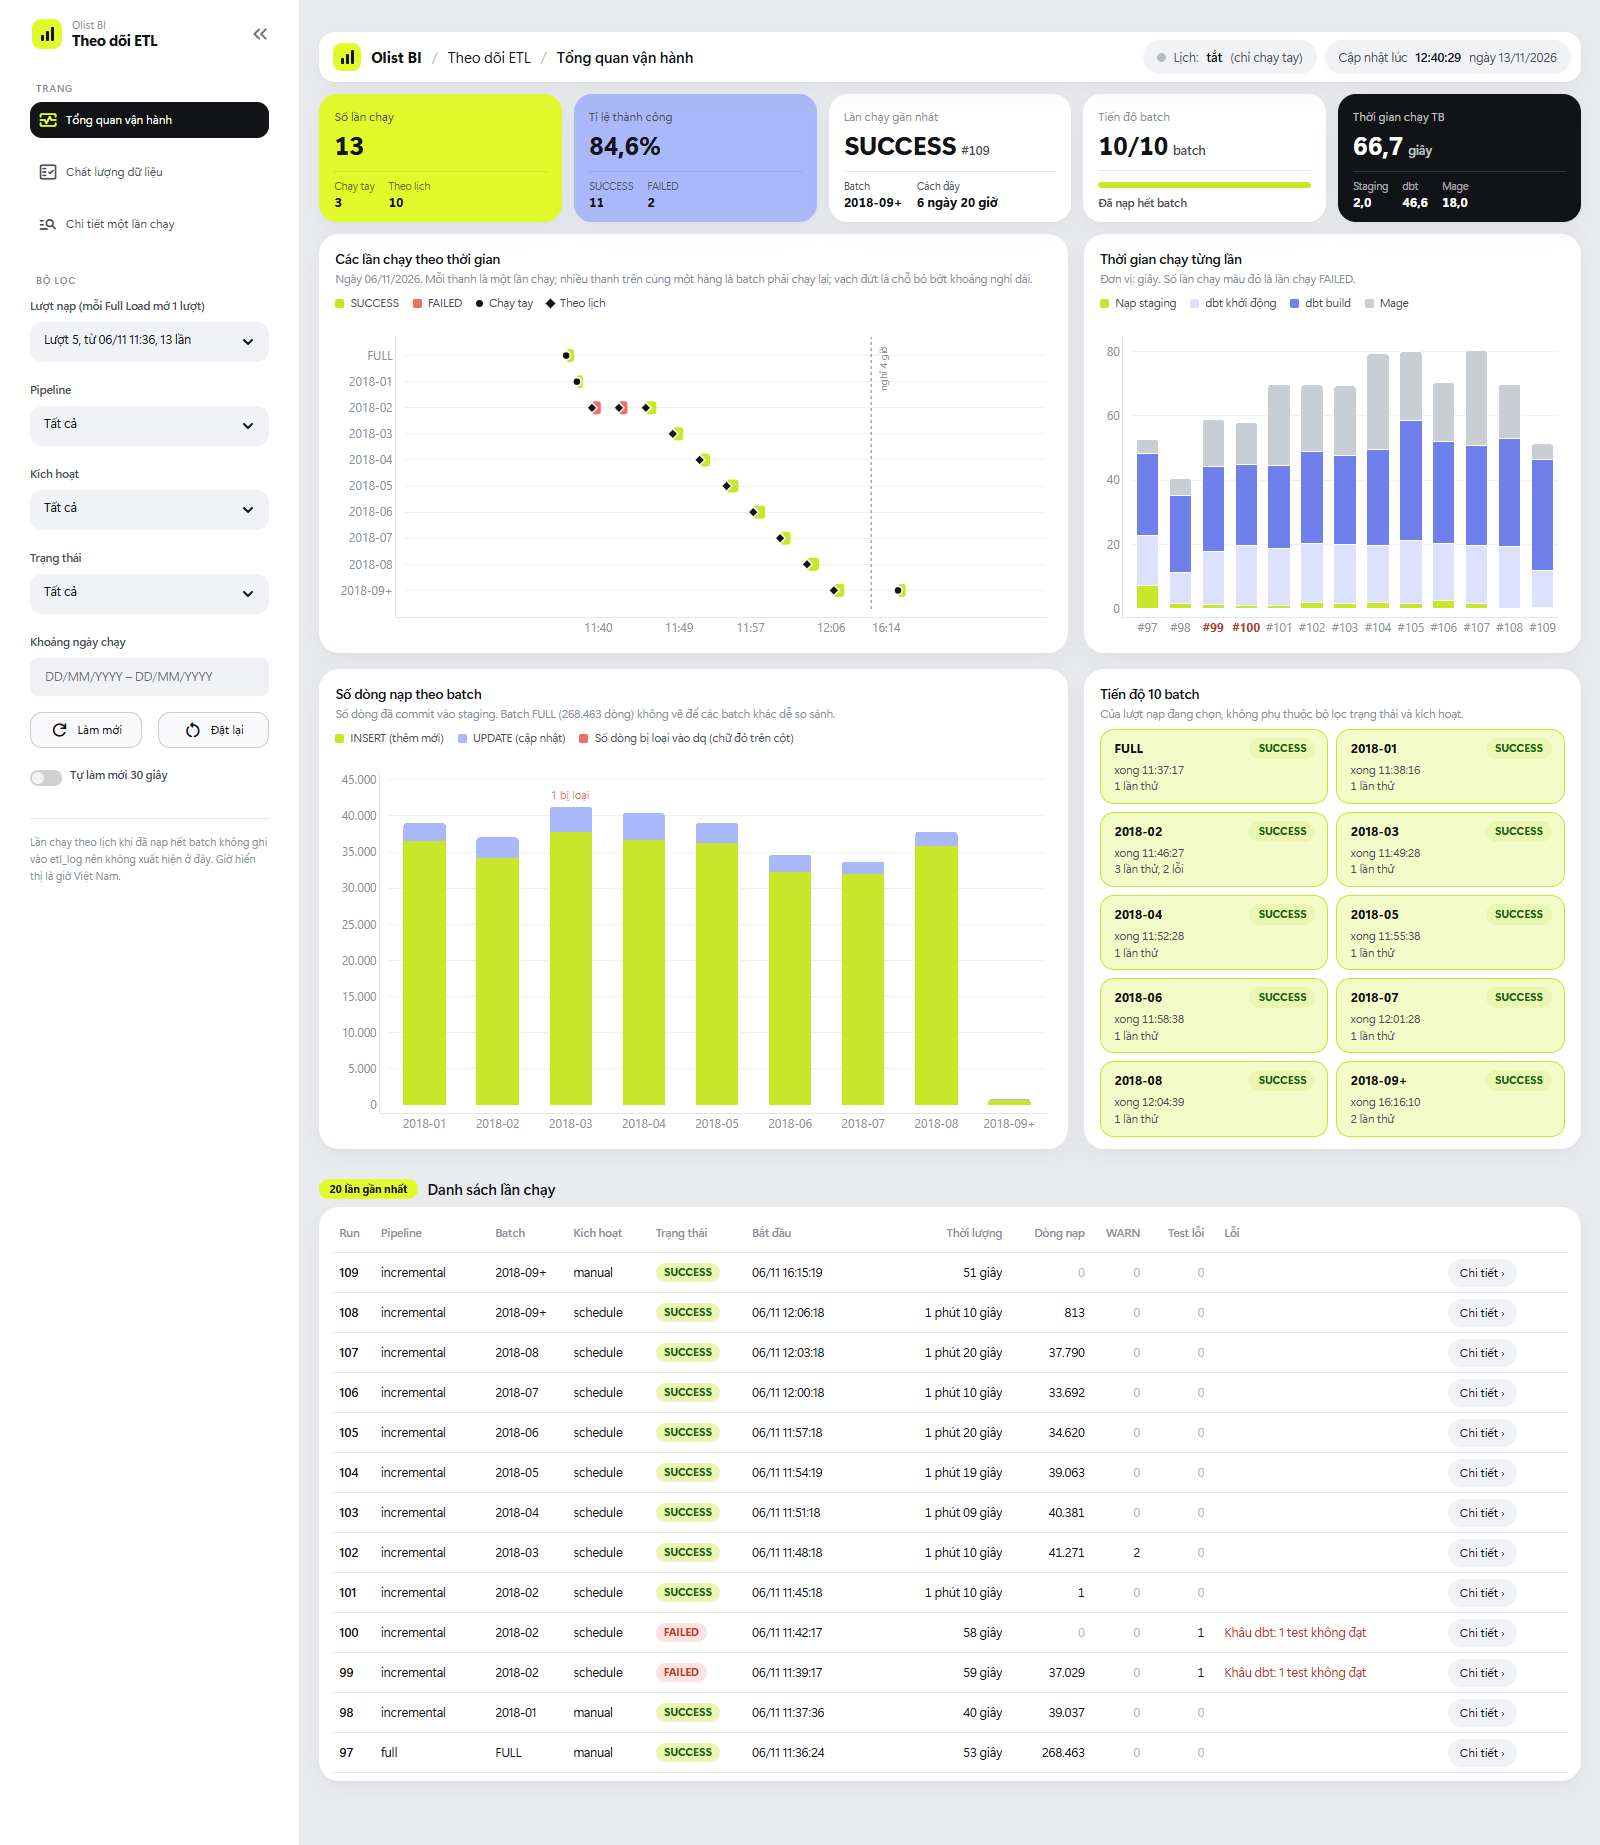 Olist BI
Theo dõi ETL
TRANG
Tổng quan vận hành
Chất lượng dữ liệu
Chi tiết một lần chạy
BỘ LỌC
Lượt nạp (mỗi Full Load mở 1 lượt)
Lượt 5, từ 06/11 11:36, 13 lần
Pipeline
Tất cả
Kích hoạt
Tất cả
Trạng thái
Tất cả
Khoảng ngày chạy
DD/MM/YYYY – DD/MM/YYYY
Làm mới
Đặt lại
Tự làm mới 30 giây
Lần chạy theo lịch khi đã nạp hết batch không ghi
vào etl_log nên không xuất hiện ở đây. Giờ hiển
thị là giờ Việt Nam.
Olist BI / Theo dõi ETL / Tổng quan vận hành
Lịch: tắt (chỉ chạy tay)
Cập nhật lúc 12:40:29 ngày 13/11/2026
Số lần chạy
13
Chạy tay Theo lịch
3 10
Tỉ lệ thành công
84,6%
SUCCESS FAILED
11 2
Lần chạy gần nhất
SUCCESS #109
Batch Cách đây
2018-09+ 6 ngày 20 giờ
Tiến độ batch
10/10 batch
Đã nạp hết batch
Thời gian chạy TB
66,7 giây
Staging dbt Mage
2,0 46,6 18,0
Các lần chạy theo thời gian
Ngày 06/11/2026. Mỗi thanh là một lần chạy; nhiều thanh trên cùng một hàng là batch phải chạy lại; vạch đứt là chỗ bỏ bớt khoảng nghỉ dài.
SUCCESS FAILED Chạy tay Theo lịch
FULL
2018-01
2018-02
2018-03
2018-04
2018-05
2018-06
2018-07
2018-08
2018-09+
nghỉ 4 giờ
11:40 11:49 11:57 12:06 16:14
Thời gian chạy từng lần
Đơn vị: giây. Số lần chạy màu đỏ là lần chạy FAILED.
Nạp staging dbt khởi động dbt build Mage
80
60
40
20
0
#97 #98 #99 #100 #101 #102 #103 #104 #105 #106 #107 #108 #109
Số dòng nạp theo batch
Số dòng đã commit vào staging. Batch FULL (268.463 dòng) không vẽ để các batch khác dễ so sánh.
INSERT (thêm mới) UPDATE (cập nhật) Số dòng bị loại vào dq (chữ đỏ trên cột)
45.000
40.000
35.000
30.000
25.000
20.000
15.000
10.000
5.000
0
1 bị loại
2018-01 2018-02 2018-03 2018-04 2018-05 2018-06 2018-07 2018-08 2018-09+
Tiến độ 10 batch
Của lượt nạp đang chọn, không phụ thuộc bộ lọc trạng thái và kích hoạt.
FULL SUCCESS
xong 11:37:17
1 lần thử
2018-01 SUCCESS
xong 11:38:16
1 lần thử
2018-02 SUCCESS
xong 11:46:27
3 lần thử, 2 lỗi
2018-03 SUCCESS
xong 11:49:28
1 lần thử
2018-04 SUCCESS
xong 11:52:28
1 lần thử
2018-05 SUCCESS
xong 11:55:38
1 lần thử
2018-06 SUCCESS
xong 11:58:38
1 lần thử
2018-07 SUCCESS
xong 12:01:28
1 lần thử
2018-08 SUCCESS
xong 12:04:39
1 lần thử
2018-09+ SUCCESS
xong 16:16:10
2 lần thử
20 lần gần nhất Danh sách lần chạy
Run Pipeline Batch Kích hoạt Trạng thái Bắt đầu Thời lượng Dòng nạp WARN Test lỗi Lỗi
109 incremental 2018-09+ manual SUCCESS 06/11 16:15:19 51 giây 0 0 0 Chi tiết ›
108 incremental 2018-09+ schedule SUCCESS 06/11 12:06:18 1 phút 10 giây 813 0 0 Chi tiết ›
107 incremental 2018-08 schedule SUCCESS 06/11 12:03:18 1 phút 20 giây 37.790 0 0 Chi tiết ›
106 incremental 2018-07 schedule SUCCESS 06/11 12:00:18 1 phút 10 giây 33.692 0 0 Chi tiết ›
105 incremental 2018-06 schedule SUCCESS 06/11 11:57:18 1 phút 20 giây 34.620 0 0 Chi tiết ›
104 incremental 2018-05 schedule SUCCESS 06/11 11:54:19 1 phút 19 giây 39.063 0 0 Chi tiết ›
103 incremental 2018-04 schedule SUCCESS 06/11 11:51:18 1 phút 09 giây 40.381 0 0 Chi tiết ›
102 incremental 2018-03 schedule SUCCESS 06/11 11:48:18 1 phút 10 giây 41.271 2 0 Chi tiết ›
101 incremental 2018-02 schedule SUCCESS 06/11 11:45:18 1 phút 10 giây 1 0 0 Chi tiết ›
100 incremental 2018-02 schedule FAILED 06/11 11:42:17 58 giây 0 0 1 Khâu dbt: 1 test không đạt Chi tiết ›
99 incremental 2018-02 schedule FAILED 06/11 11:39:17 59 giây 37.029 0 1 Khâu dbt: 1 test không đạt Chi tiết ›
98 incremental 2018-01 manual SUCCESS 06/11 11:37:36 40 giây 39.037 0 0 Chi tiết ›
97 full FULL manual SUCCESS 06/11 11:36:24 53 giây 268.463 0 0 Chi tiết ›